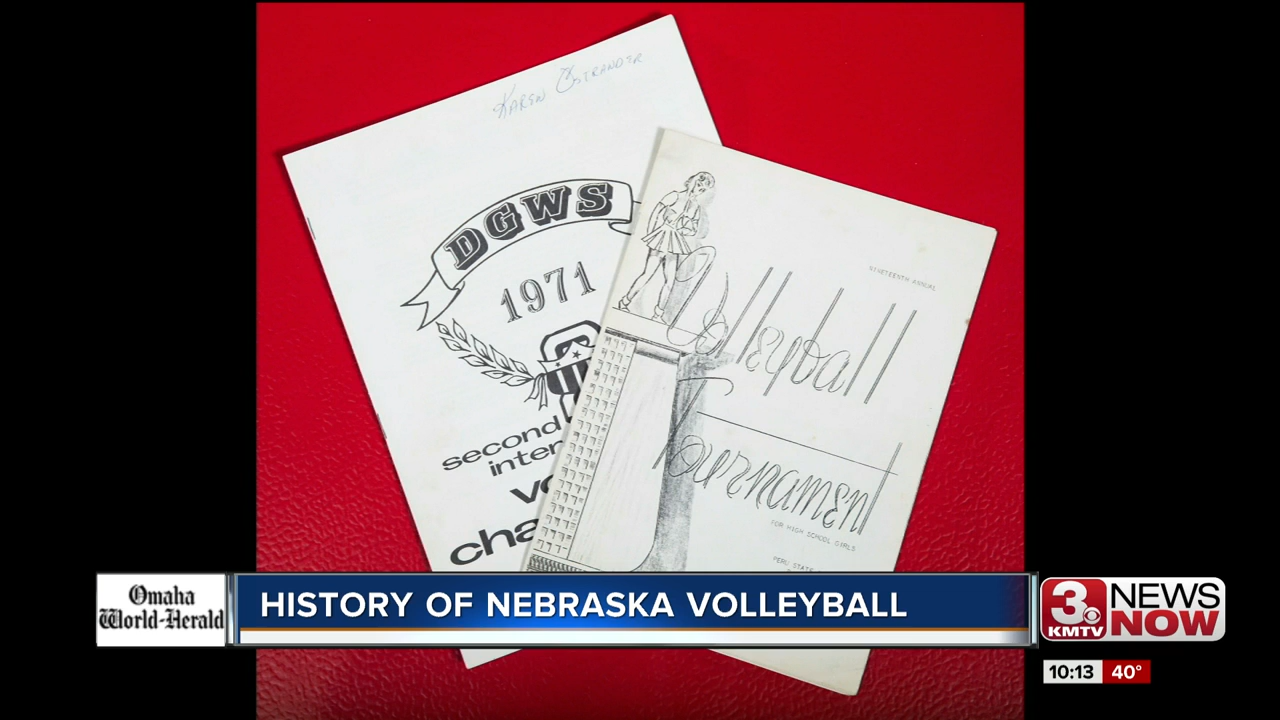 Karen Ostrander
DGWS
1971
second
inter
vo
cha
NINETEENTH ANNUAL
Volleyball
Tournament
FOR HIGH SCHOOL GIRLS
PERU STATE
Omaha
World-Herald
HISTORY OF NEBRASKA VOLLEYBALL
3
KMTV
NEWS
NOW
10:13 40°